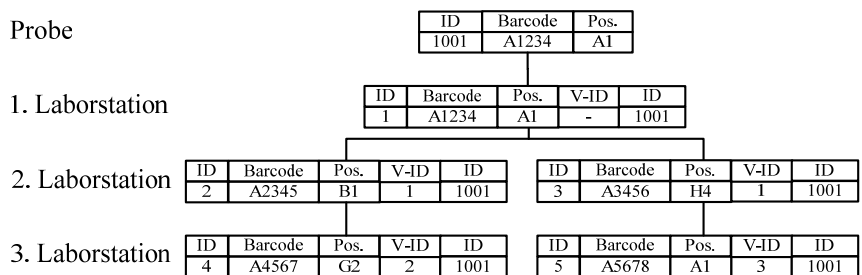 Probe
ID Barcode Pos.
1001 A1234 A1
1. Laborstation
ID Barcode Pos. V-ID ID
1 A1234 A1 - 1001
2. Laborstation
ID Barcode Pos. V-ID ID
2 A2345 B1 1 1001
ID Barcode Pos. V-ID ID
3 A3456 H4 1 1001
3. Laborstation
ID Barcode Pos. V-ID ID
4 A4567 G2 2 1001
ID Barcode Pos. V-ID ID
5 A5678 A1 3 1001